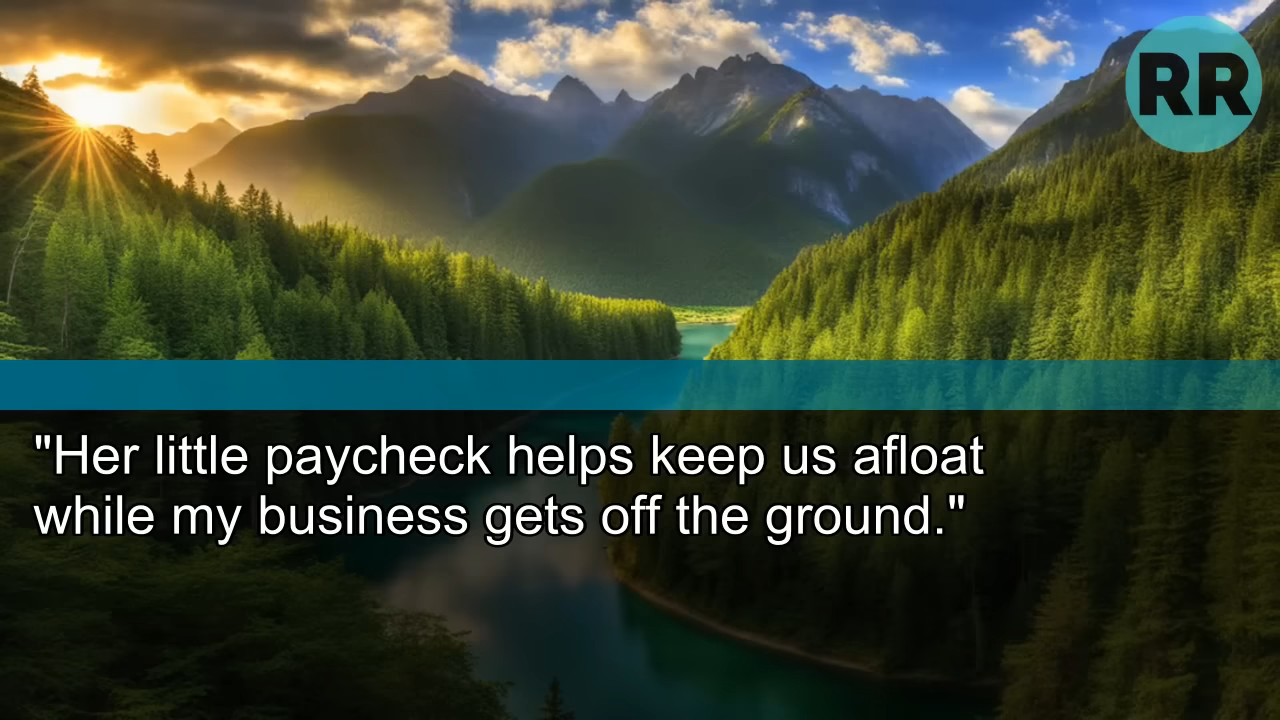 RR
"Her little paycheck helps keep us afloat
while my business gets off the ground."